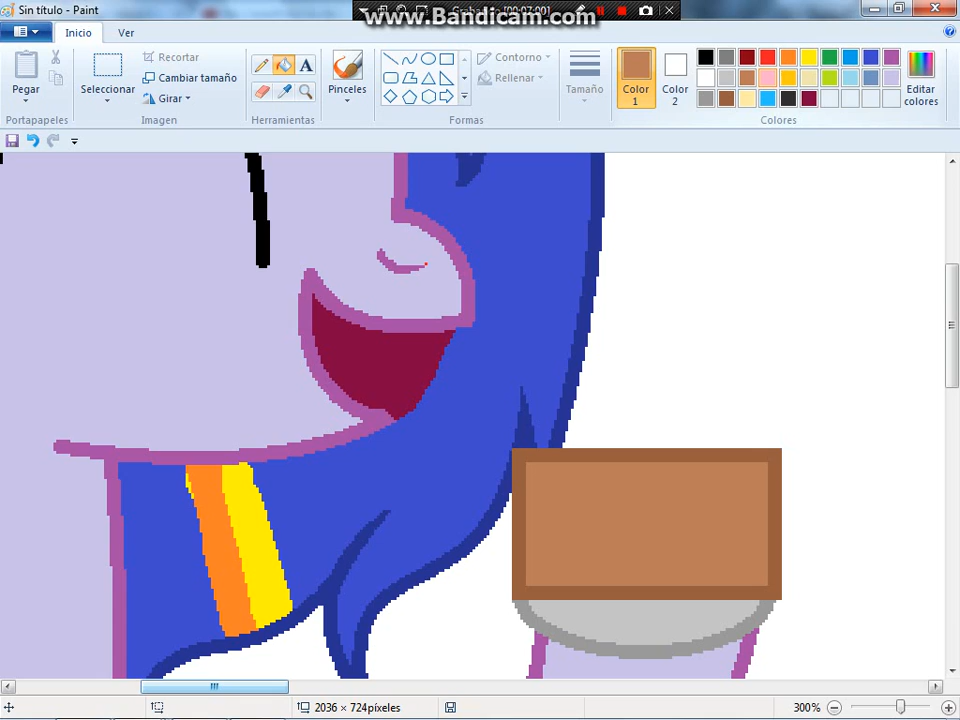 Sin título - Paint
www.Bandicam.com
Inicio
Ver
Pegar
Portapapeles
Seleccionar
Recortar
Cambiar tamaño
Girar
Imagen
A
Herramientas
Pinceles
Contorno
Rellenar
Formas
Tamaño
Color
1
Color
2
Editar
colores
Colores
2036 × 724píxeles
300%